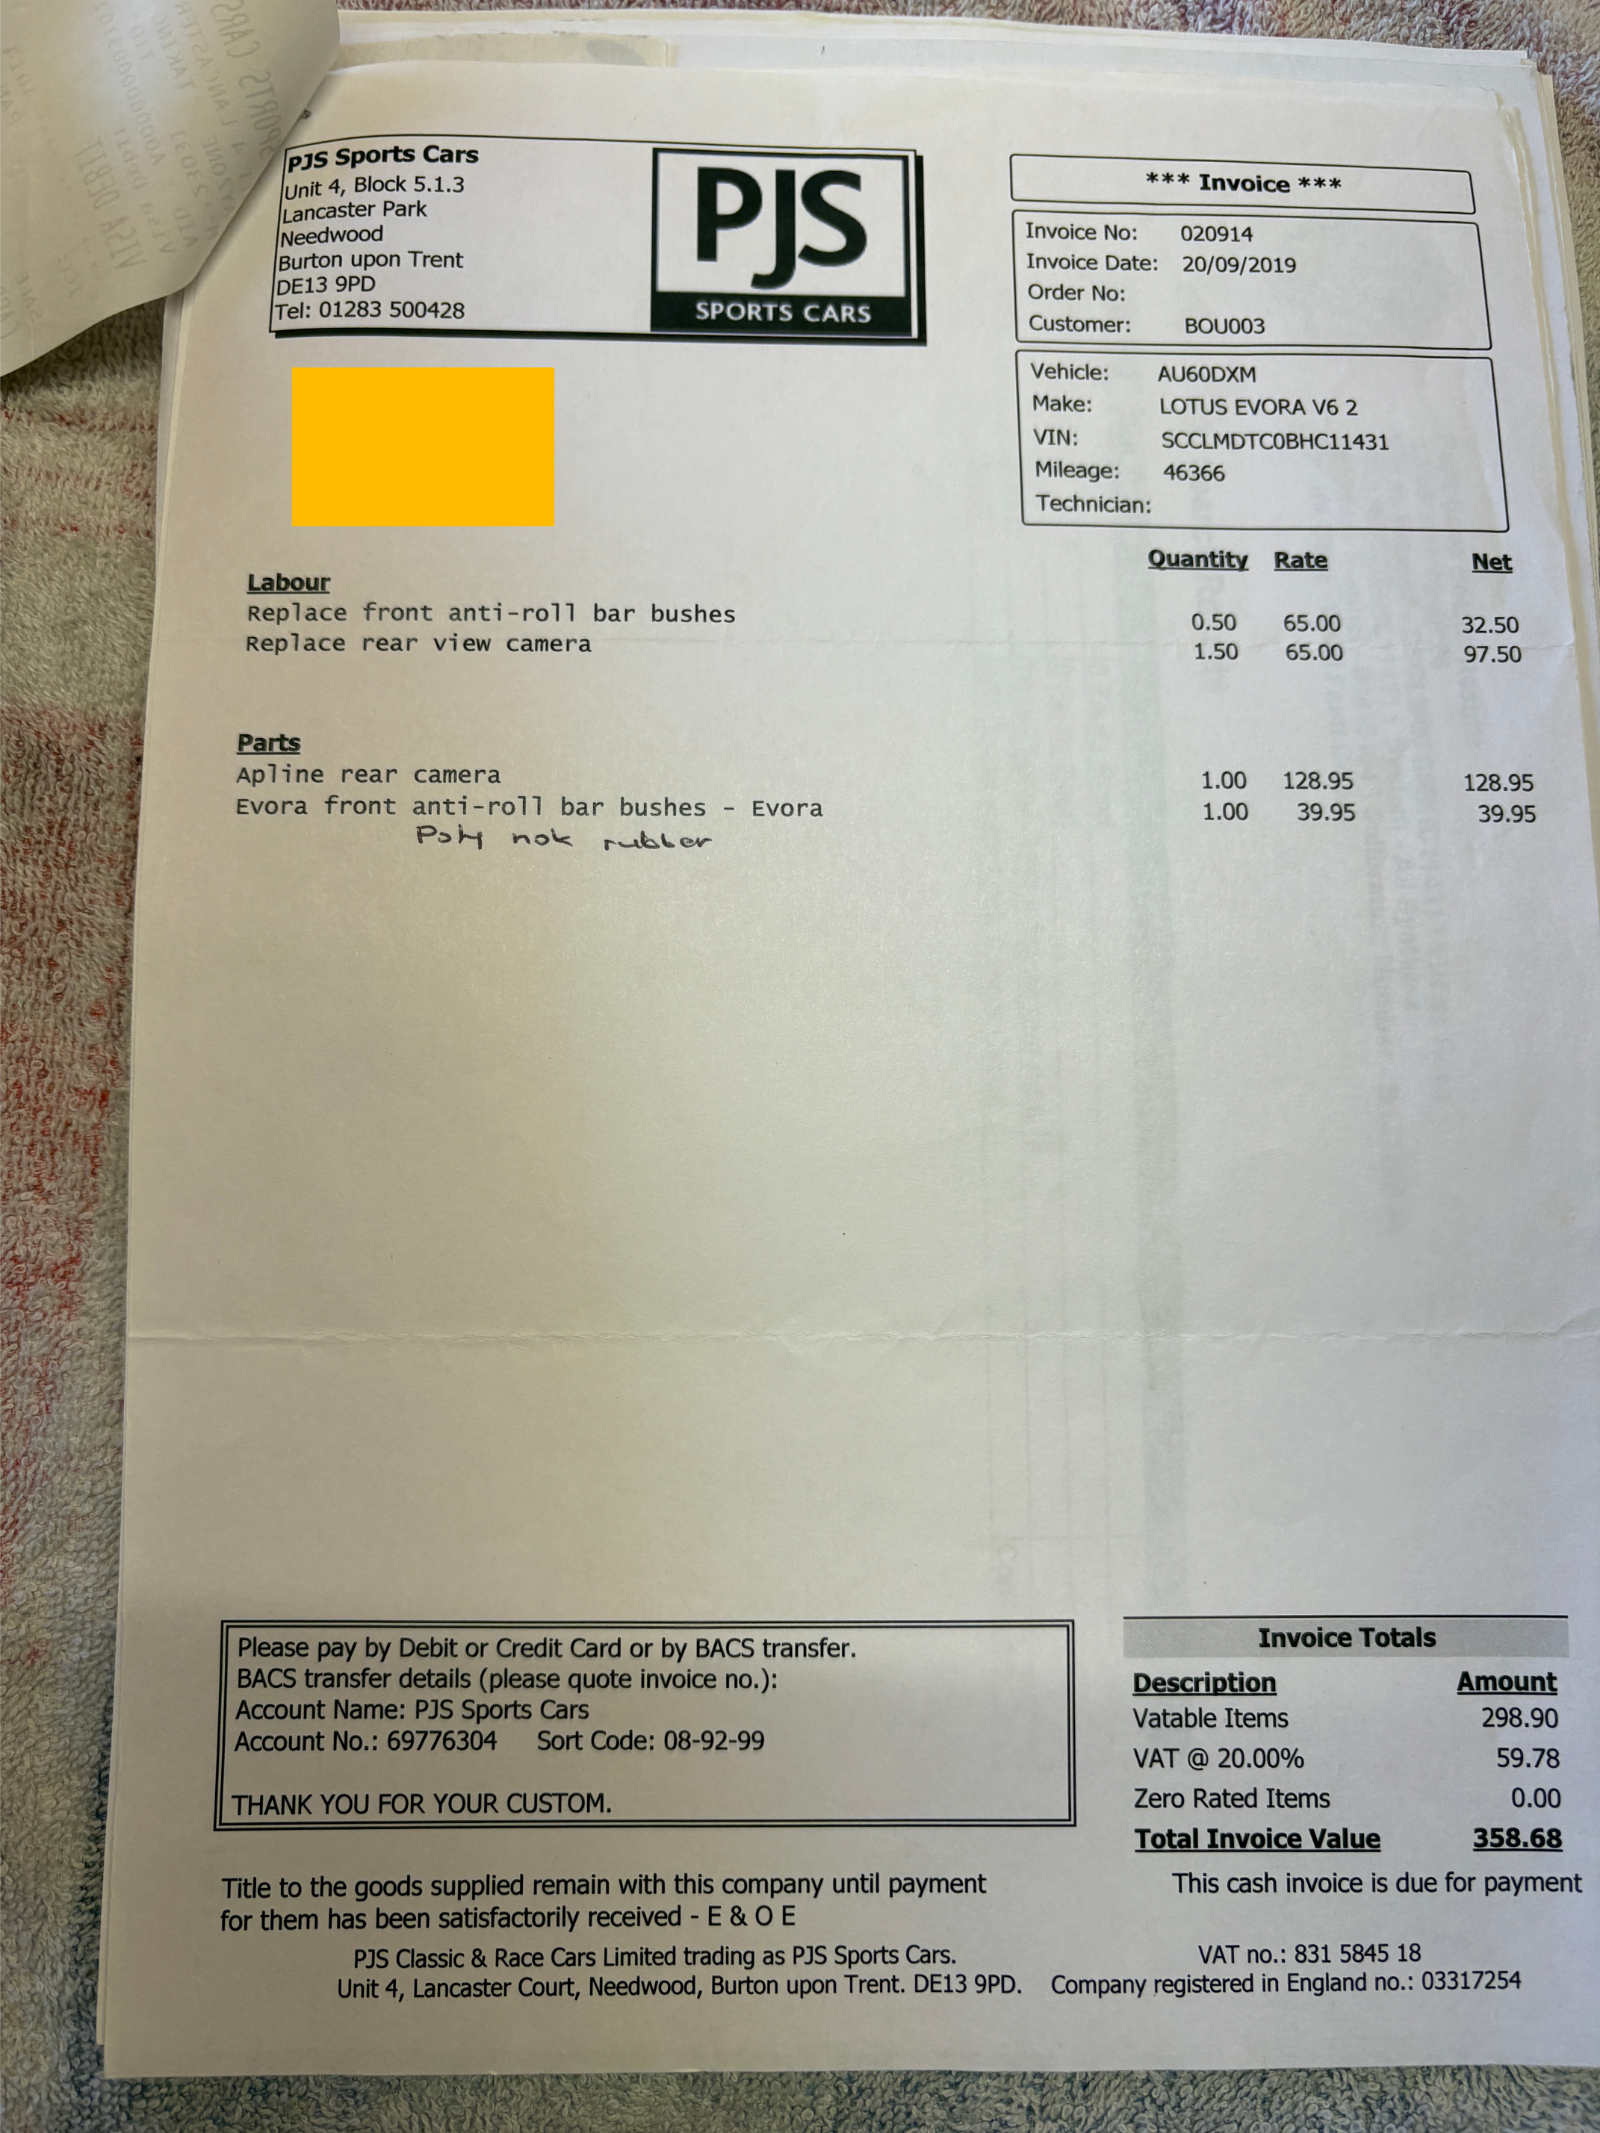 PJS Sports Cars
Unit 4, Block 5.1.3
Lancaster Park
Needwood
Burton upon Trent
DE13 9PD
Tel: 01283 500428
PJS
SPORTS CARS
*** Invoice ***
Invoice No: 020914
Invoice Date: 20/09/2019
Order No:
Customer: BOU003
Vehicle: AU60DXM
Make: LOTUS EVORA V6 2
VIN: SCCLMDTC0BHC11431
Mileage: 46366
Technician:
Quantity Rate Net
Labour
Replace front anti-roll bar bushes 0.50 65.00 32.50
Replace rear view camera 1.50 65.00 97.50
Parts
Apline rear camera 1.00 128.95 128.95
Evora front anti-roll bar bushes - Evora 1.00 39.95 39.95
Poly not rubber
Please pay by Debit or Credit Card or by BACS transfer.
BACS transfer details (please quote invoice no.):
Account Name: PJS Sports Cars
Account No.: 69776304 Sort Code: 08-92-99
THANK YOU FOR YOUR CUSTOM.
Invoice Totals
Description Amount
Vatable Items 298.90
VAT @ 20.00% 59.78
Zero Rated Items 0.00
Total Invoice Value 358.68
Title to the goods supplied remain with this company until payment
for them has been satisfactorily received - E & O E
This cash invoice is due for payment
PJS Classic & Race Cars Limited trading as PJS Sports Cars. VAT no.: 831 5845 18
Unit 4, Lancaster Court, Needwood, Burton upon Trent. DE13 9PD. Company registered in England no.: 03317254